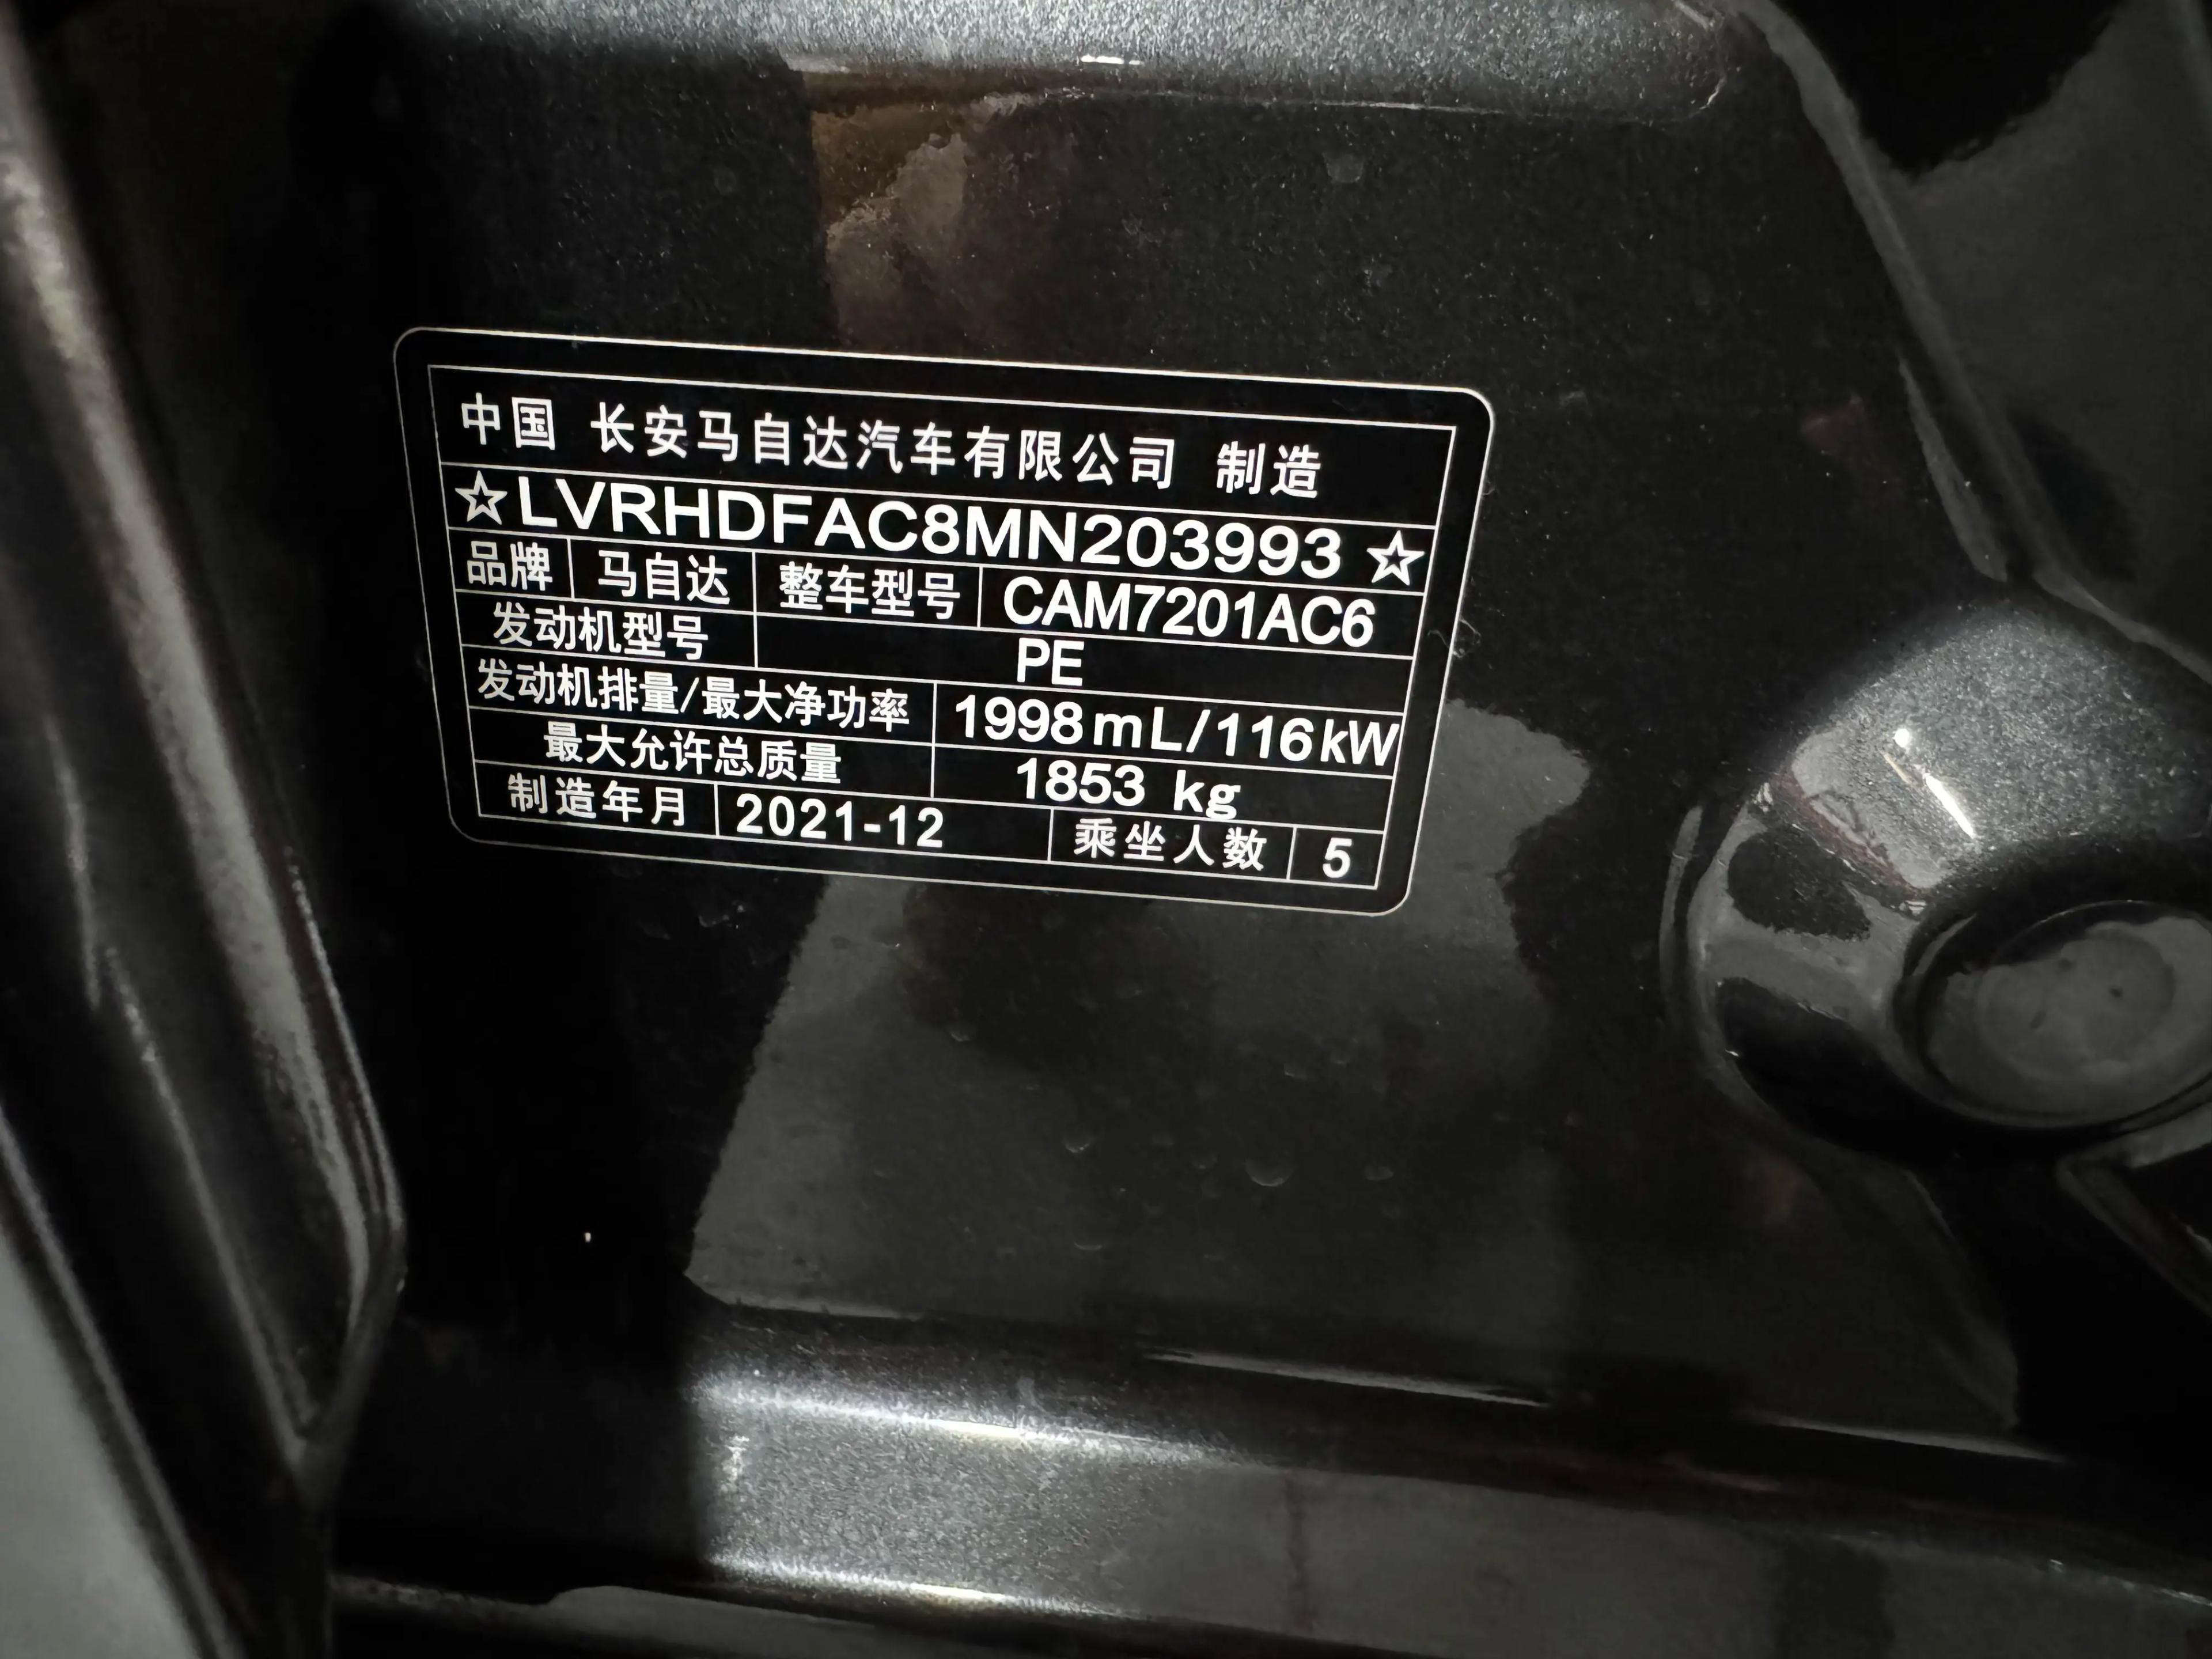 中国 长安马自达汽车有限公司 制造
☆LVRHDFAC8MN203993☆
品牌 马自达 整车型号 CAM7201AC6
发动机型号 PE
发动机排量/最大净功率 1998mL/116kW
最大允许总质量 1853 kg
制造年月 2021-12 乘坐人数 5